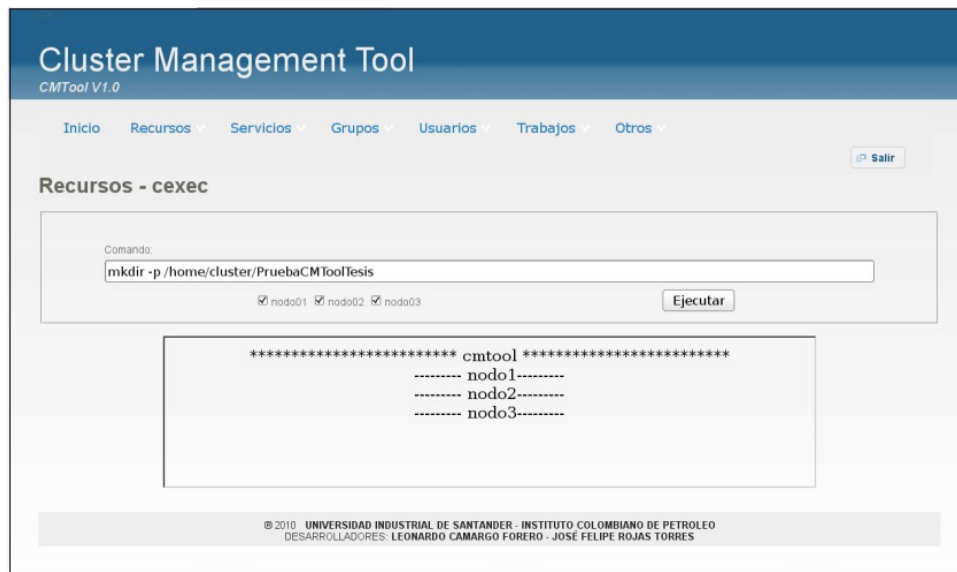 Cluster Management Tool
CMTool V1.0
Inicio Recursos Servicios Grupos Usuarios Trabajos Otros
Salir
Recursos - cexec
Comando:
mkdir -p /home/cluster/PruebaCMToolTesis
nodo01 nodo02 nodo03 Ejecutar
************************* cmtool *************************
--------- nodo1---------
--------- nodo2---------
--------- nodo3---------
® 2010 UNIVERSIDAD INDUSTRIAL DE SANTANDER - INSTITUTO COLOMBIANO DE PETROLEO
DESARROLLADORES: LEONARDO CAMARGO FORERO - JOSÉ FELIPE ROJAS TORRES